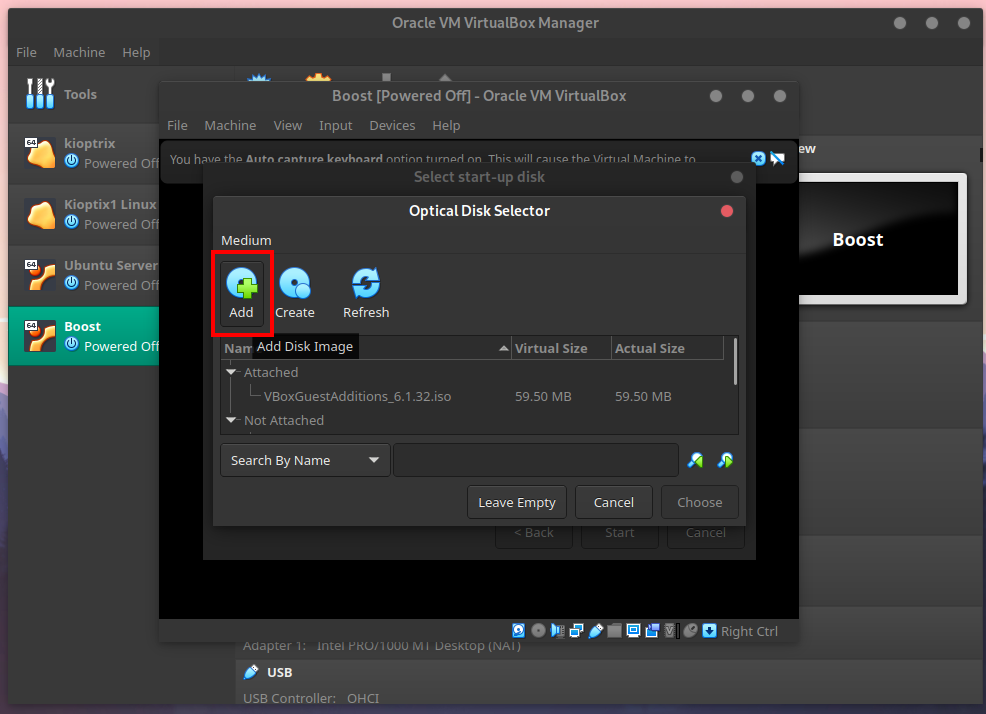 Oracle VM VirtualBox Manager
File Machine Help
Tools
64 kioptrix
Powered Off
Kioptix1 Linux
Powered Off
64 Ubuntu Server
Powered Off
64 Boost
Powered Off
Boost [Powered Off] - Oracle VM VirtualBox
File Machine View Input Devices Help
You have the Auto capture keyboard option turned on. This will cause the Virtual Machine to
ew
Boost
Select start-up disk
Optical Disk Selector
Medium
Add Create Refresh
Nam
Add Disk Image
Virtual Size Actual Size
Attached
VBoxGuestAdditions_6.1.32.iso 59.50 MB 59.50 MB
Not Attached
Search By Name
Leave Empty Cancel Choose
< Back Start Cancel
Right Ctrl
Adapter 1: Intel PRO/1000 MT Desktop (NAT)
USB
USB Controller: OHCI